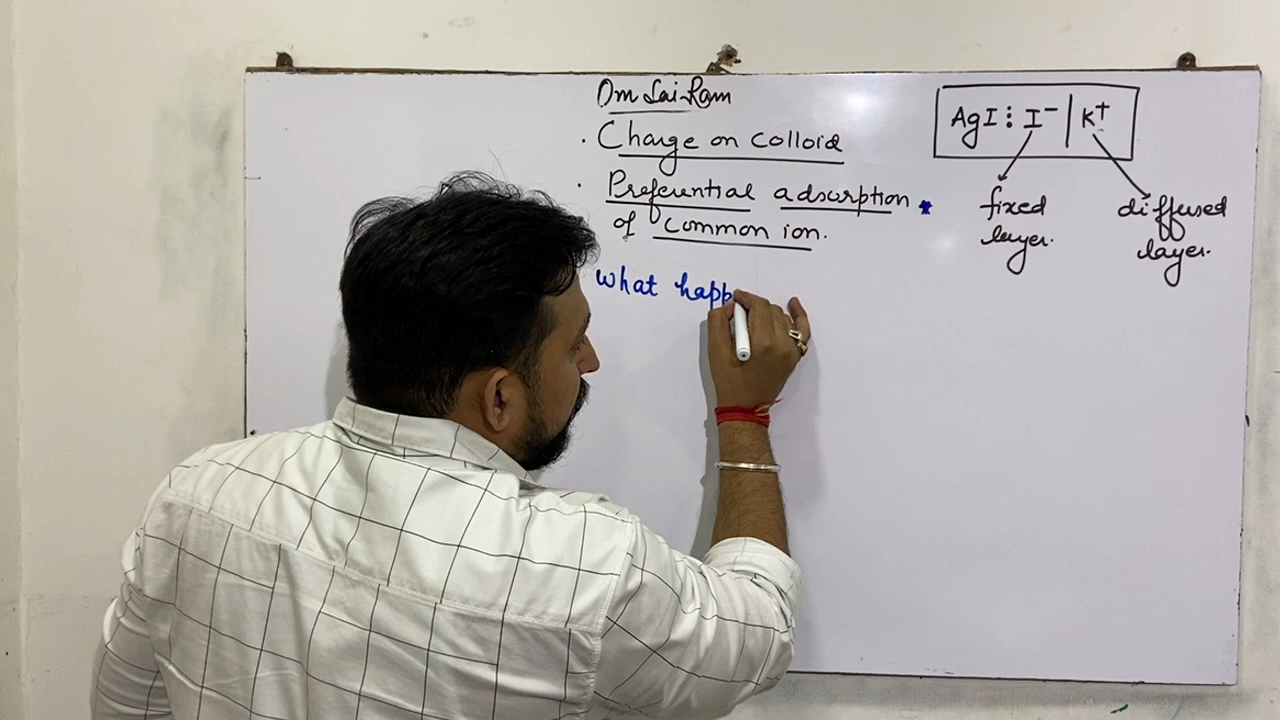 Om Sai Ram
· Charge on colloid
· Preferential adsorption
of common ion.
What happ
AgI ⋮ I⁻ | K⁺
fixed layer.
diffused layer.